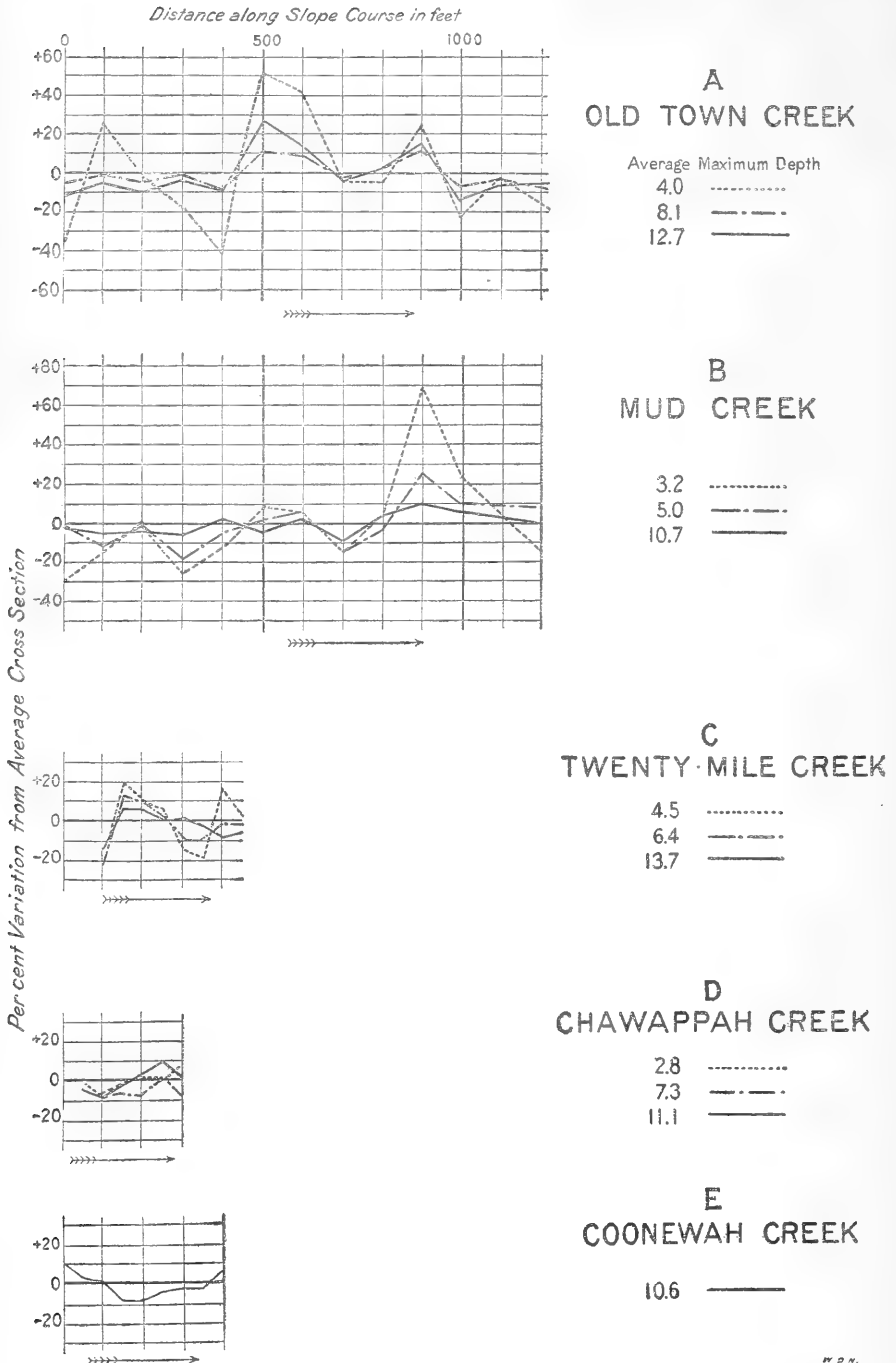 Distance along Slope Course in feet
0 500 1000
+60
+40
+20
0
-20
-40
-60
A
OLD TOWN CREEK
Average Maximum Depth
4.0
8.1
12.7
+80
+60
+40
+20
0
-20
-40
B
MUD CREEK
3.2
5.0
10.7
Per cent Variation from Average Cross Section
+20
0
-20
C
TWENTY-MILE CREEK
4.5
6.4
13.7
+20
0
-20
D
CHAWAPPAH CREEK
2.8
7.3
11.1
+20
0
-20
E
COONEWAH CREEK
10.6